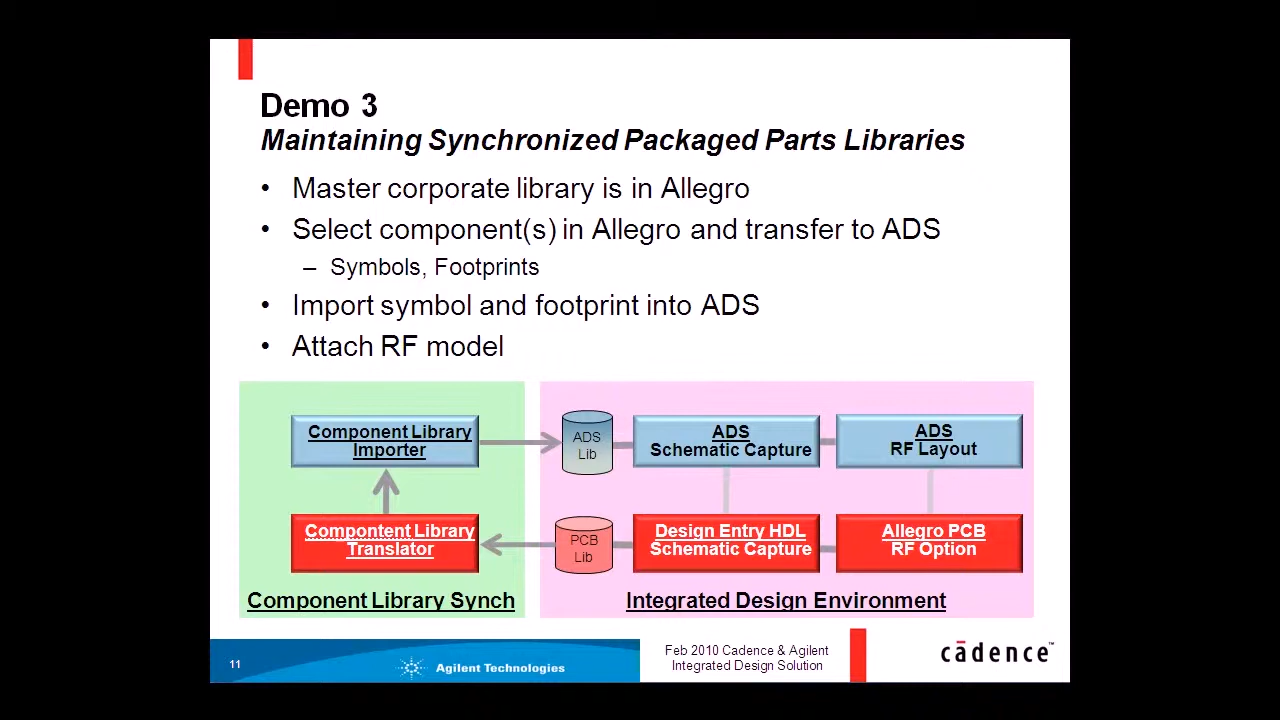 Demo 3
Maintaining Synchronized Packaged Parts Libraries
• Master corporate library is in Allegro
• Select component(s) in Allegro and transfer to ADS
– Symbols, Footprints
• Import symbol and footprint into ADS
• Attach RF model
Component Library
Importer
ADS
Lib
ADS
Schematic Capture
ADS
RF Layout
Compontent Library
Translator
PCB
Lib
Design Entry HDL
Schematic Capture
Allegro PCB
RF Option
Component Library Synch
Integrated Design Environment
11
Agilent Technologies
Feb 2010 Cadence & Agilent
Integrated Design Solution
cādence™